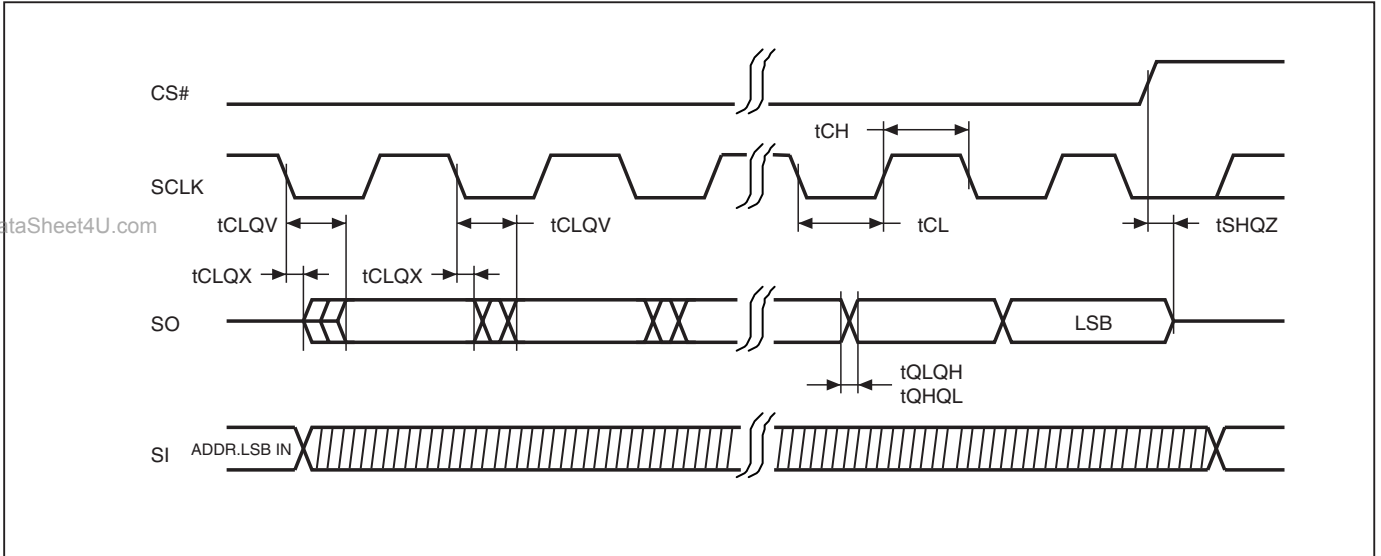 CS#
tCH
SCLK
ataSheet4U.com
tCLQV
tCLQV
tCL
tSHQZ
tCLQX
tCLQX
SO
LSB
tQLQH
tQHQL
SI
ADDR.LSB IN